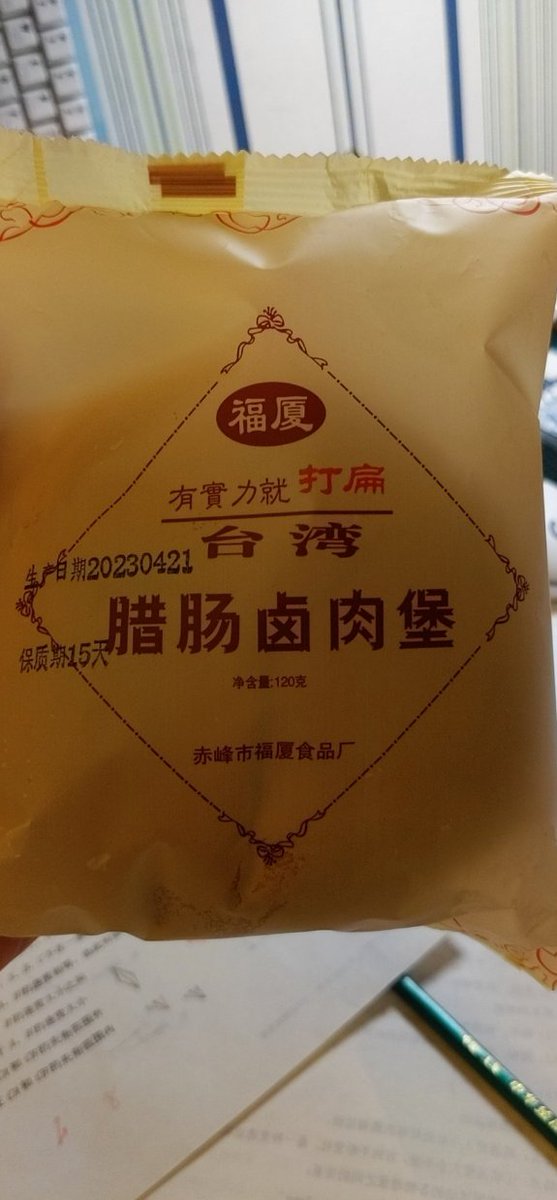 福厦
有實力就打扁
台湾
生产日期20230421
腊肠卤肉堡
保质期15天
净含量:120克
赤峰市福厦食品厂